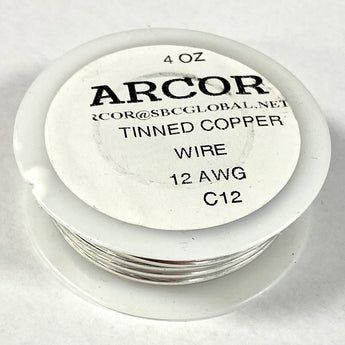 4 OZ
ARCOR
RCOR@SBCGLOBAL.NET
TINNED COPPER
WIRE
12 AWG
C12